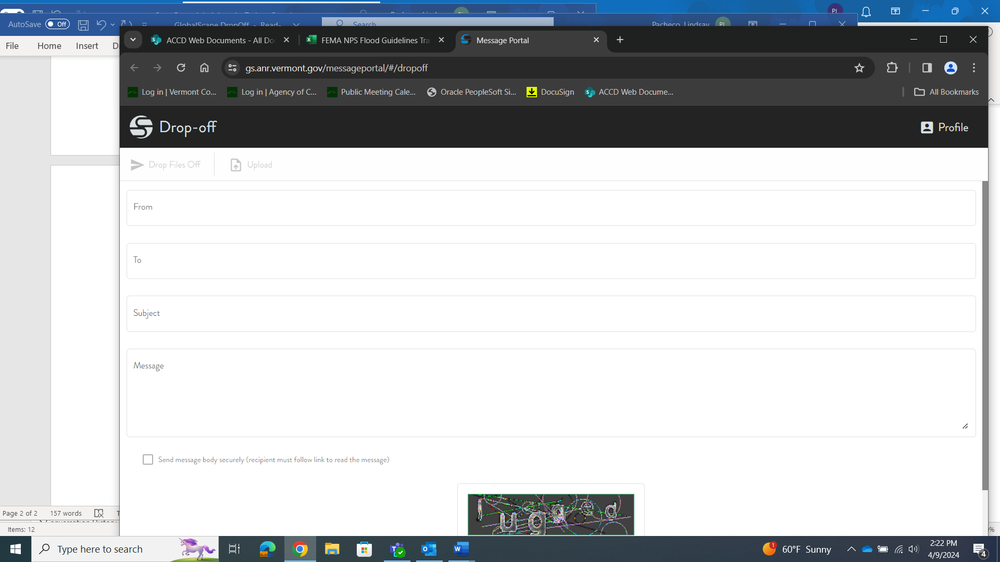 PL
AutoSave Off
GlobalScape DropOff - Read-
Search
Pacheco, Lindsay PL
File Home Insert
ACCD Web Documents - All Do
FEMA NPS Flood Guidelines Tra
Message Portal
gs.anr.vermont.gov/messageportal/#/dropoff
Log in | Vermont Co...
Log in | Agency of C...
Public Meeting Cale...
Oracle PeopleSoft Si...
DocuSign
ACCD Web Docume...
All Bookmarks
Drop-off
Profile
Drop Files Off
Upload
From
To
Subject
Message
Send message body securely (recipient must follow link to read the message)
lugged
Page 2 of 2 157 words
Items: 12
Type here to search
1
60°F Sunny
2:22 PM
4/9/2024
4